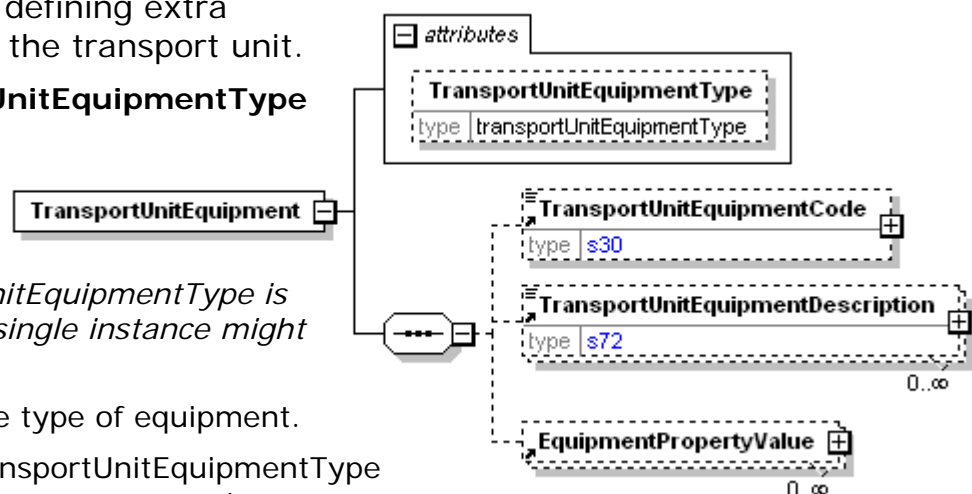 defining extra
the transport unit.
UnitEquipmentType
nitEquipmentType is
single instance might
e type of equipment.
nsportUnitEquipmentType
attributes
TransportUnitEquipmentType
type transportUnitEquipmentType
TransportUnitEquipment
TransportUnitEquipmentCode
type s30
TransportUnitEquipmentDescription
type s72
0..∞
EquipmentPropertyValue
0..∞